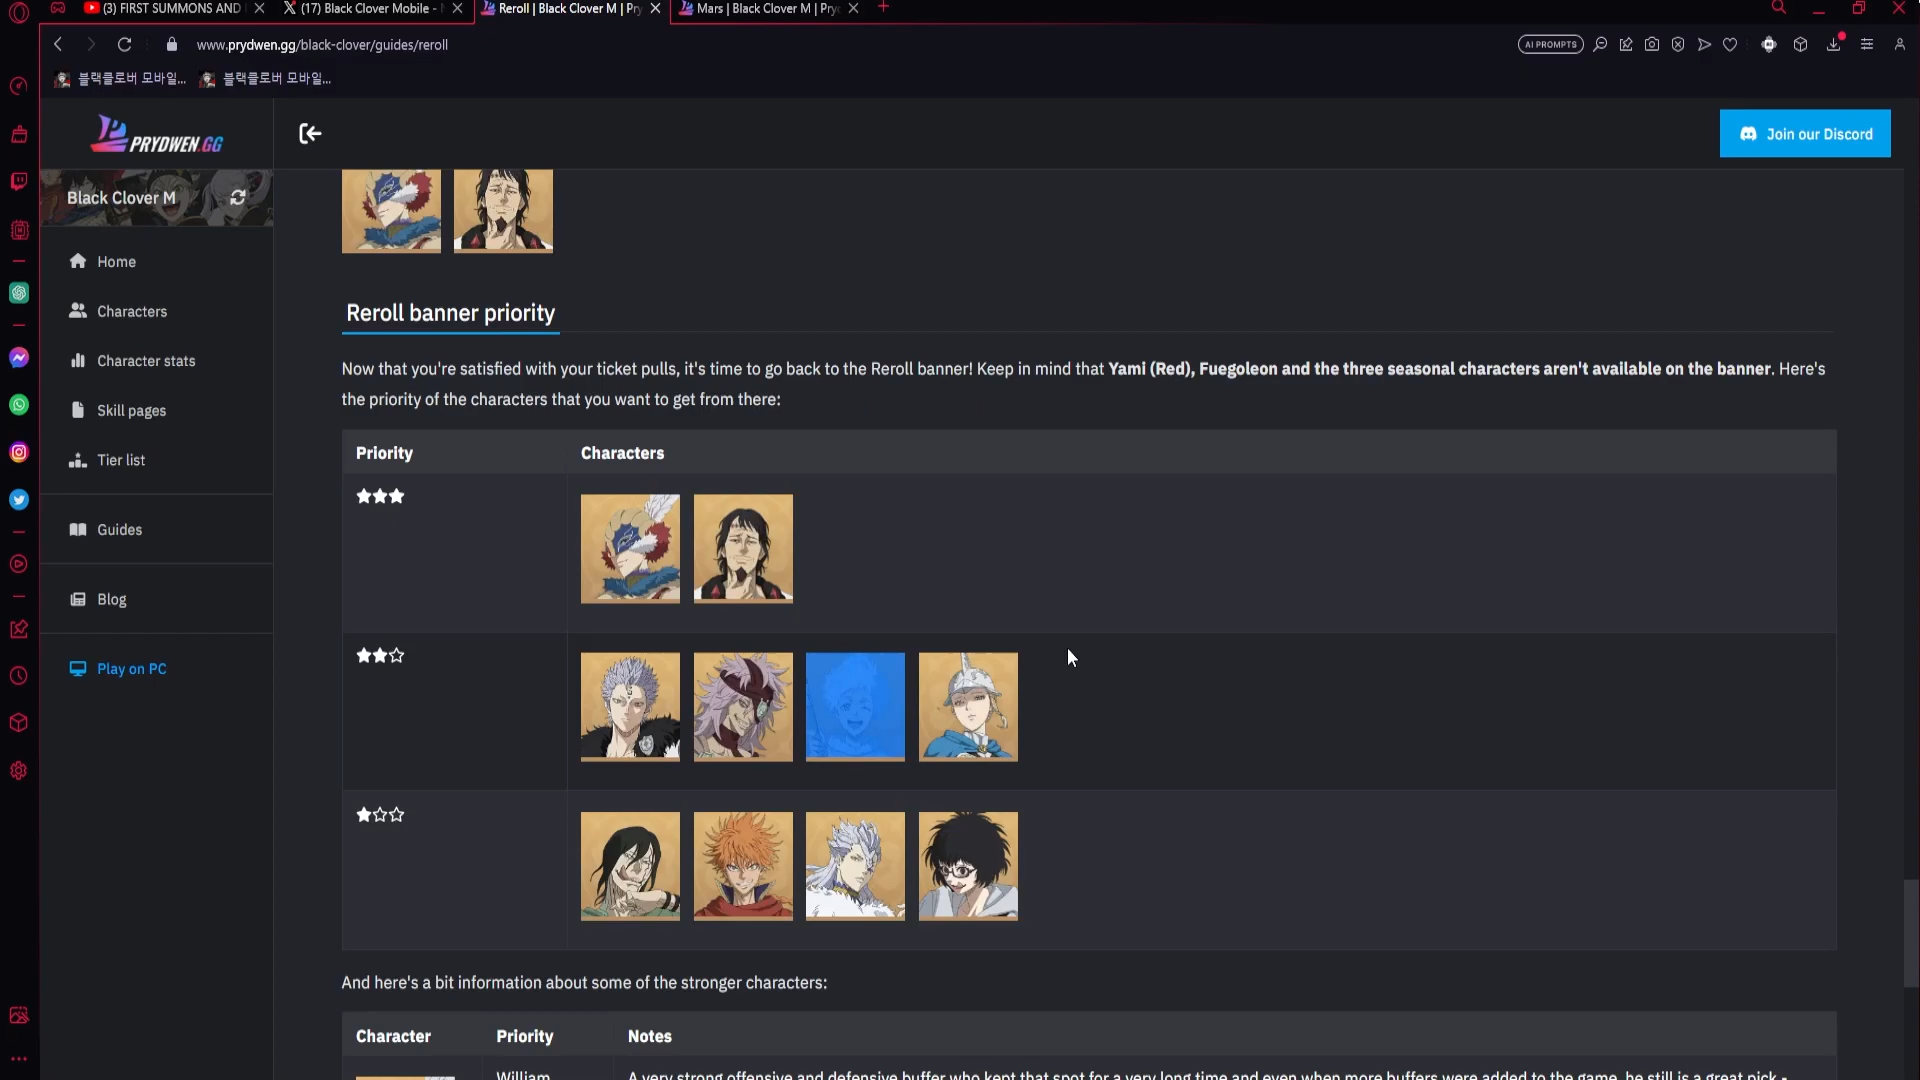 (3) FIRST SUMMONS AND
(17) Black Clover Mobile -
Reroll | Black Clover M | Pry
Mars | Black Clover M | Pry
www.prydwen.gg/black-clover/guides/reroll
AI PROMPTS
블랙클로버 모바일...
블랙클로버 모바일...
PRYDWEN.GG
Join our Discord
Black Clover M
Home
Characters
Character stats
Skill pages
Tier list
Guides
Blog
Play on PC
Reroll banner priority
Now that you're satisfied with your ticket pulls, it's time to go back to the Reroll banner! Keep in mind that Yami (Red), Fuegoleon and the three seasonal characters aren't available on the banner. Here's
the priority of the characters that you want to get from there:
Priority Characters
And here's a bit information about some of the stronger characters:
Character Priority Notes
William A very strong offensive and defensive buffer who kept that spot for a very long time and even when more buffers were added to the game, he still is a great pick -